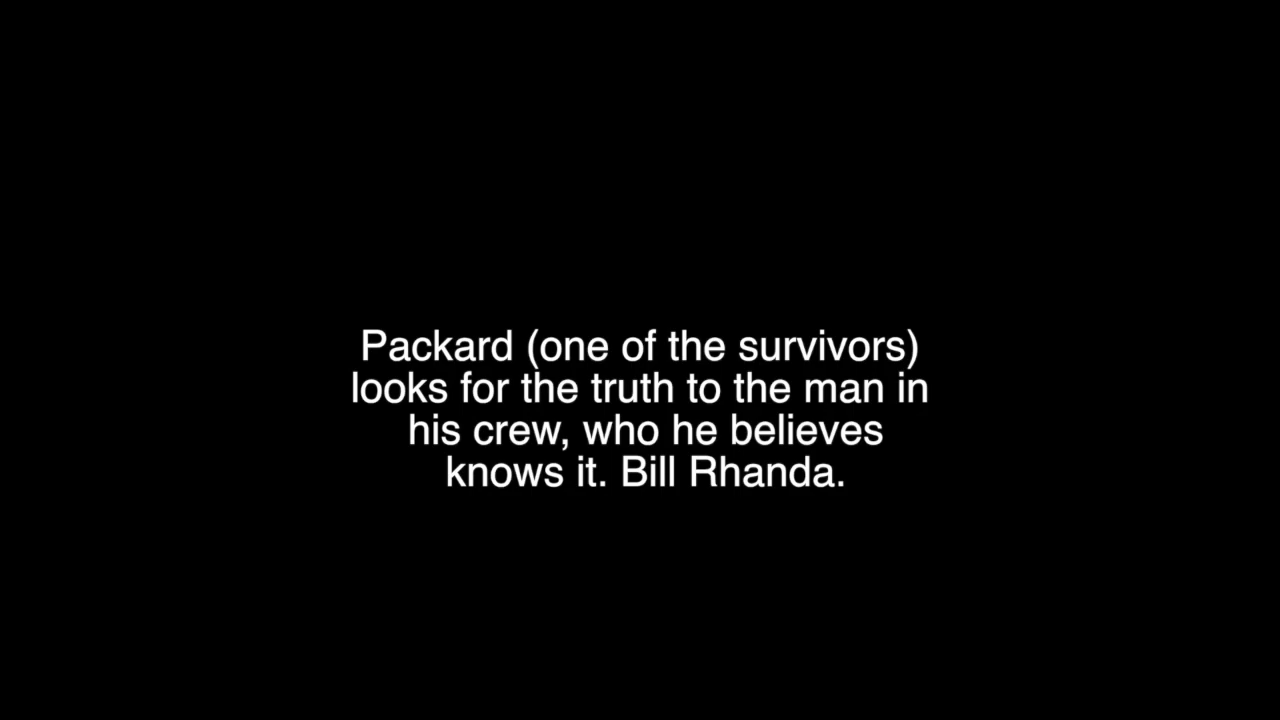 Packard (one of the survivors)
looks for the truth to the man in
his crew, who he believes
knows it. Bill Rhanda.